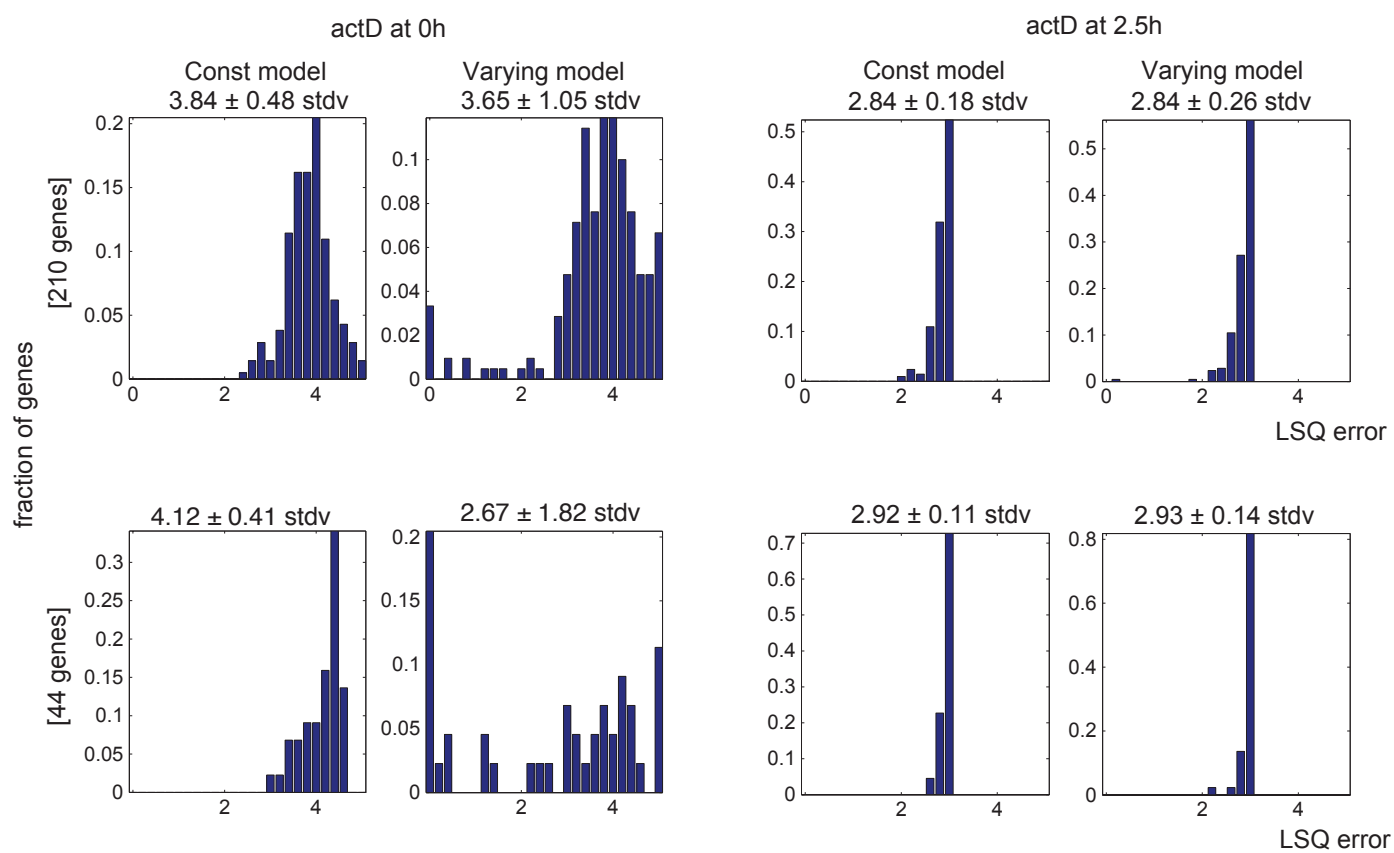 actD at 0h
actD at 2.5h
Const model
3.84 ± 0.48 stdv
Varying model
3.65 ± 1.05 stdv
Const model
2.84 ± 0.18 stdv
Varying model
2.84 ± 0.26 stdv
fraction of genes
[210 genes]
0.2
0.15
0.1
0.05
0
0 2 4
0.1
0.08
0.06
0.04
0.02
0
0 2 4
0.5
0.4
0.3
0.2
0.1
0
0 2 4
0.5
0.4
0.3
0.2
0.1
0
0 2 4
LSQ error
[44 genes]
4.12 ± 0.41 stdv
2.67 ± 1.82 stdv
2.92 ± 0.11 stdv
2.93 ± 0.14 stdv
0.3
0.25
0.2
0.15
0.1
0.05
0
2 4
0.2
0.15
0.1
0.05
0
2 4
0.7
0.6
0.5
0.4
0.3
0.2
0.1
0
2 4
0.8
0.6
0.4
0.2
0
2 4
LSQ error